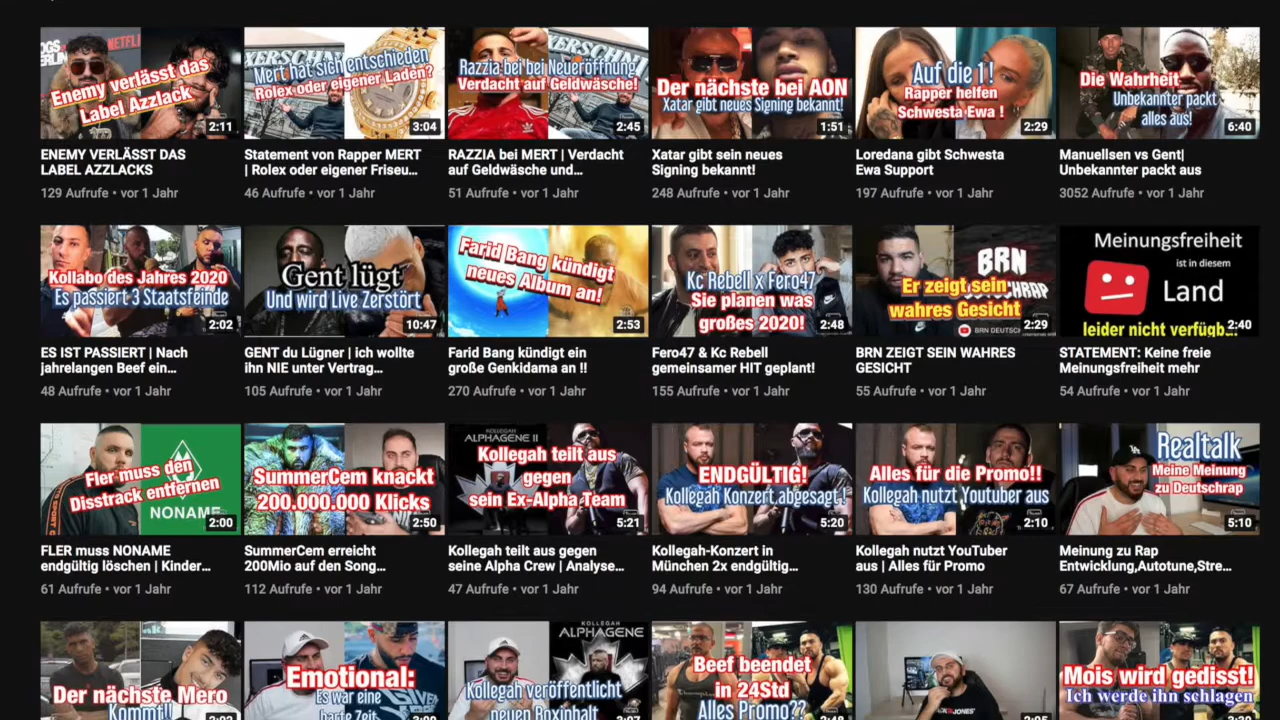 OGS
ERLIN
NETFLI
Enemy verlässt das
Label Azzlack
2:11
XERSCHNI
Mert hat sich entschieden
Rolex oder eigener Laden?
3:04
XERSCHNI
Razzia bei bei Neueröffnung
Verdacht auf Geldwäsche!
2:45
Der nächste bei AON
Xatar gibt neues Signing bekannt!
1:51
Auf die 1 !
Rapper helfen
Schwesta Ewa !
2:29
Die Wahrheit
Unbekannter packt
alles aus!
6:40
ENEMY VERLÄSST DAS
LABEL AZZLACKS
129 Aufrufe • vor 1 Jahr
Statement von Rapper MERT
| Rolex oder eigener Friseu...
46 Aufrufe • vor 1 Jahr
RAZZIA bei MERT | Verdacht
auf Geldwäsche und...
51 Aufrufe • vor 1 Jahr
Xatar gibt sein neues
Signing bekannt!
248 Aufrufe • vor 1 Jahr
Loredana gibt Schwesta
Ewa Support
197 Aufrufe • vor 1 Jahr
Manuellsen vs Gent|
Unbekannter packt aus
3052 Aufrufe • vor 1 Jahr
Kollabo des Jahres 2020
Es passiert 3 Staatsfeinde
2:02
Gent lügt
Und wird Live Zerstört
10:47
Farid Bang kündigt
neues Album an!
2:53
Kc Rebell x Fero47
Sie planen was
großes 2020!
2:48
BRN
CHRAP
Er zeigt sein
wahres Gesicht
BRN DEUTSCH
2:29
Meinungsfreiheit
ist in diesem
Land
leider nicht verfügb...
2:40
ES IST PASSIERT | Nach
jahrelangen Beef ein...
48 Aufrufe • vor 1 Jahr
GENT du Lügner | ich wollte
ihn NIE unter Vertrag...
105 Aufrufe • vor 1 Jahr
Farid Bang kündigt ein
große Genkidama an !!
270 Aufrufe • vor 1 Jahr
Fero47 & Kc Rebell
gemeinsamer HIT geplant!
155 Aufrufe • vor 1 Jahr
BRN ZEIGT SEIN WAHRES
GESICHT
55 Aufrufe • vor 1 Jahr
STATEMENT: Keine freie
Meinungsfreiheit mehr
54 Aufrufe • vor 1 Jahr
Fler muss den
Disstrack entfernen
NONAME
2:00
SummerCem knackt
200.000.000 Klicks
2:50
KOLLEGAH
ALPHAGENE II
Kollegah teilt aus
gegen
sein Ex-Alpha Team
5:21
ENDGÜLTIG!
Kollegah Konzert abgesagt!
5:20
Alles für die Promo!!
Kollegah nutzt Youtuber aus
2:10
Realtalk
Meine Meinung
zu Deutschrap
5:10
FLER muss NONAME
endgültig löschen | Kinder...
61 Aufrufe • vor 1 Jahr
SummerCem erreicht
200Mio auf den Song...
112 Aufrufe • vor 1 Jahr
Kollegah teilt aus gegen
seine Alpha Crew | Analyse...
47 Aufrufe • vor 1 Jahr
Kollegah-Konzert in
München 2x endgültig...
94 Aufrufe • vor 1 Jahr
Kollegah nutzt YouTuber
aus | Alles für Promo
130 Aufrufe • vor 1 Jahr
Meinung zu Rap
Entwicklung,Autotune,Stre...
67 Aufrufe • vor 1 Jahr
Der nächste Mero
Kommt!!
Emotional:
Es war eine
harte Zeit
KOLLEGAH
ALPHAGENE
Kollegah veröffentlicht
neuen Boxinhalt
Beef beendet
in 24Std
Alles Promo??
JACK&JONES
Mois wird gedisst!
Ich werde ihn schlagen